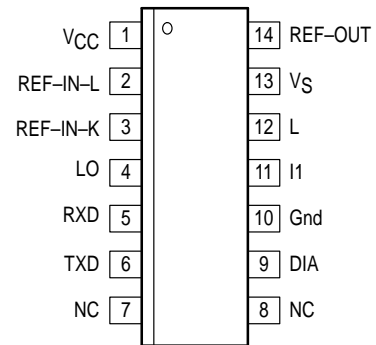 VCC 1 14 REF–OUT
REF–IN–L 2 13 VS
REF–IN–K 3 12 L
LO 4 11 I1
RXD 5 10 Gnd
TXD 6 9 DIA
NC 7 8 NC